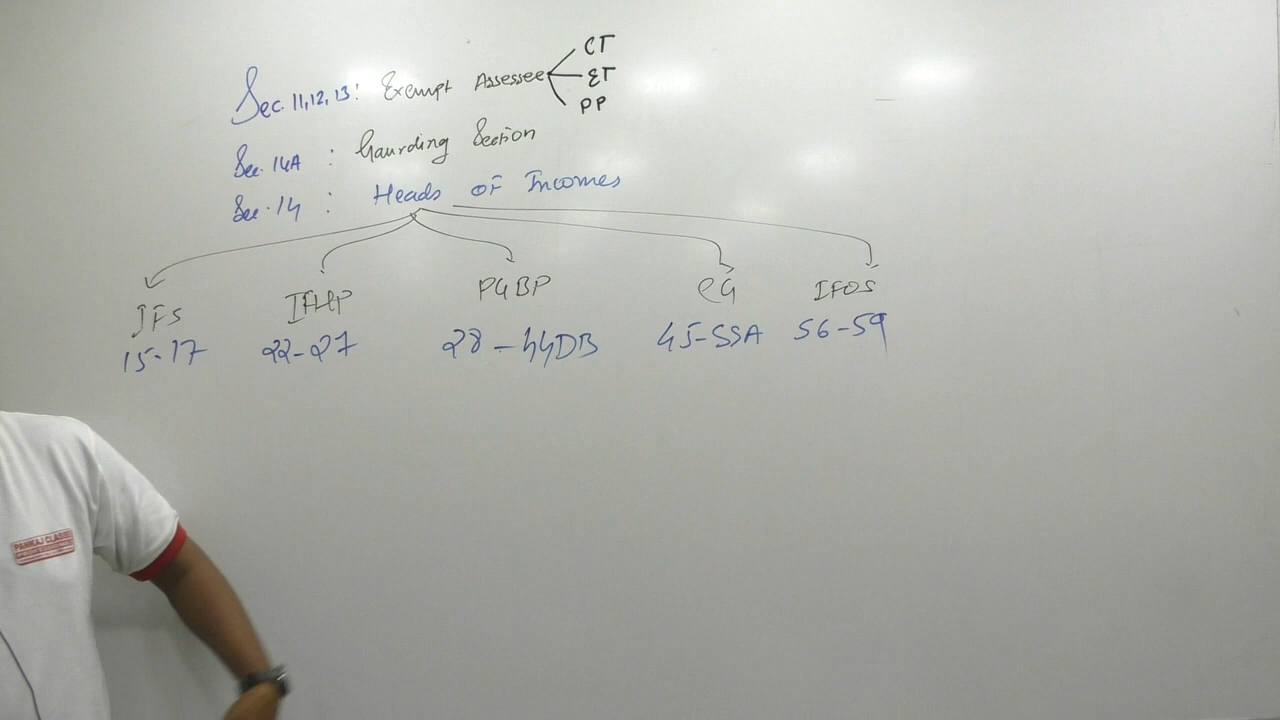 Sec. 11,12,13 : Exempt Assessee
CT
ET
PP
Sec. 14A : Gaurding Section
Sec. 14 : Heads of Incomes
IFS IFHP PGBP CG IFOS
15-17 22-27 28-44DB 45-55A 56-59
PANKAJ CLASSES